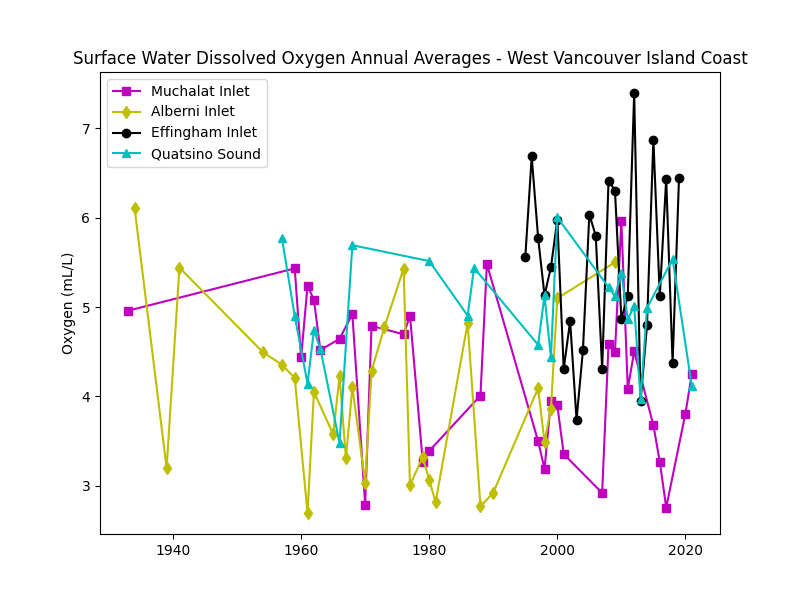 Surface Water Dissolved Oxygen Annual Averages - West Vancouver Island Coast
Muchalat Inlet
Alberni Inlet
Effingham Inlet
Quatsino Sound
Oxygen (mL/L)
7
6
5
4
3
1940 1960 1980 2000 2020